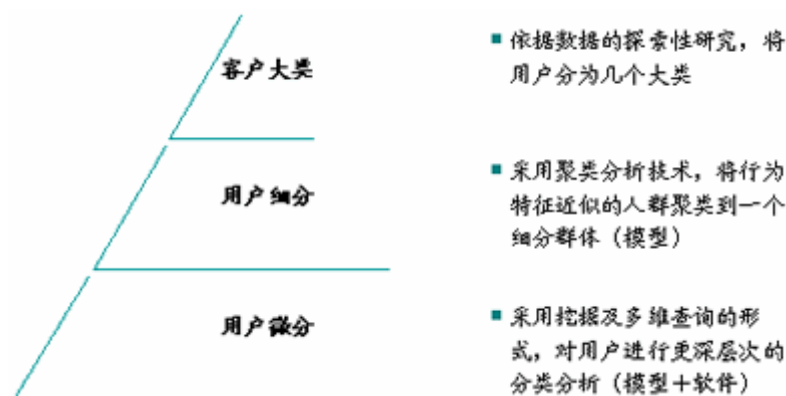 客户大类
依据数据的探索性研究，将
用户分为几个大类
用户细分
采用聚类分析技术，将行为
特征近似的人群聚类到一个
细分群体（模型）
用户微分
采用挖掘及多维查询的形
式，对用户进行更深层次的
分类分析（模型＋软件）